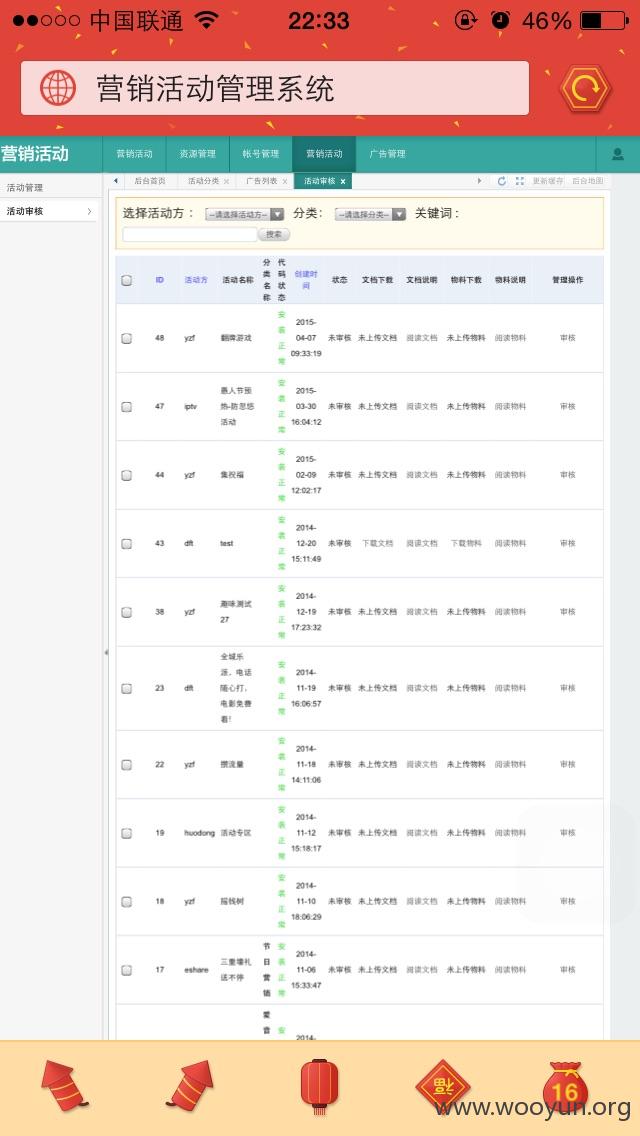 中国联通 22:33 46%
营销活动管理系统
营销活动 营销活动 资源管理 帐号管理 营销活动 广告管理
活动管理 后台首页 活动分类 × 广告列表 × 活动审核 × 更新缓存 后台地图
活动审核
选择活动方： --请选择活动方-- 分类： --请选择分类-- 关键词：
搜索
ID 活动方 活动名称 分类名称 代码状态 创建时间 状态 文档下载 文档说明 物料下载 物料说明 管理操作
48 yzf 翻牌游戏 安装正常 2015-04-07 09:33:19 未审核 未上传文档 阅读文档 未上传物料 阅读物料 审核
47 iptv 愚人节预热-防忽悠活动 安装正常 2015-03-30 16:04:12 未审核 未上传文档 阅读文档 未上传物料 阅读物料 审核
44 yzf 集祝福 安装正常 2015-02-09 12:02:17 未审核 未上传文档 阅读文档 未上传物料 阅读物料 审核
43 dft test 安装正常 2014-12-20 15:11:49 未审核 下载文档 阅读文档 下载物料 阅读物料 审核
38 yzf 趣味测试27 安装正常 2014-12-19 17:23:32 未审核 未上传文档 阅读文档 未上传物料 阅读物料 审核
23 dft 全城乐派，电话随心打，电影免费看! 安装正常 2014-11-19 16:06:57 未审核 未上传文档 阅读文档 未上传物料 阅读物料 审核
22 yzf 攒流量 安装正常 2014-11-18 14:11:06 未审核 未上传文档 阅读文档 未上传物料 阅读物料 审核
19 huodong 活动专区 安装正常 2014-11-12 15:18:17 未审核 未上传文档 阅读文档 未上传物料 阅读物料 审核
18 yzf 摇钱树 安装正常 2014-11-10 18:06:29 未审核 未上传文档 阅读文档 未上传物料 阅读物料 审核
17 eshare 三重壕礼送不停 节日营销 安装正常 2014-11-06 15:33:47 未审核 未上传文档 阅读文档 未上传物料 阅读物料 审核
爱音 安 2014-
福 16
www.wooyun.org